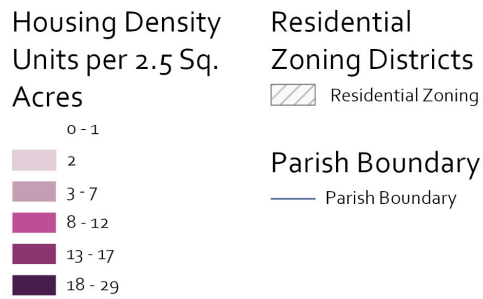 Housing Density
Units per 2.5 Sq.
Acres
0 - 1
2
3 - 7
8 - 12
13 - 17
18 - 29
Residential
Zoning Districts
Residential Zoning
Parish Boundary
Parish Boundary